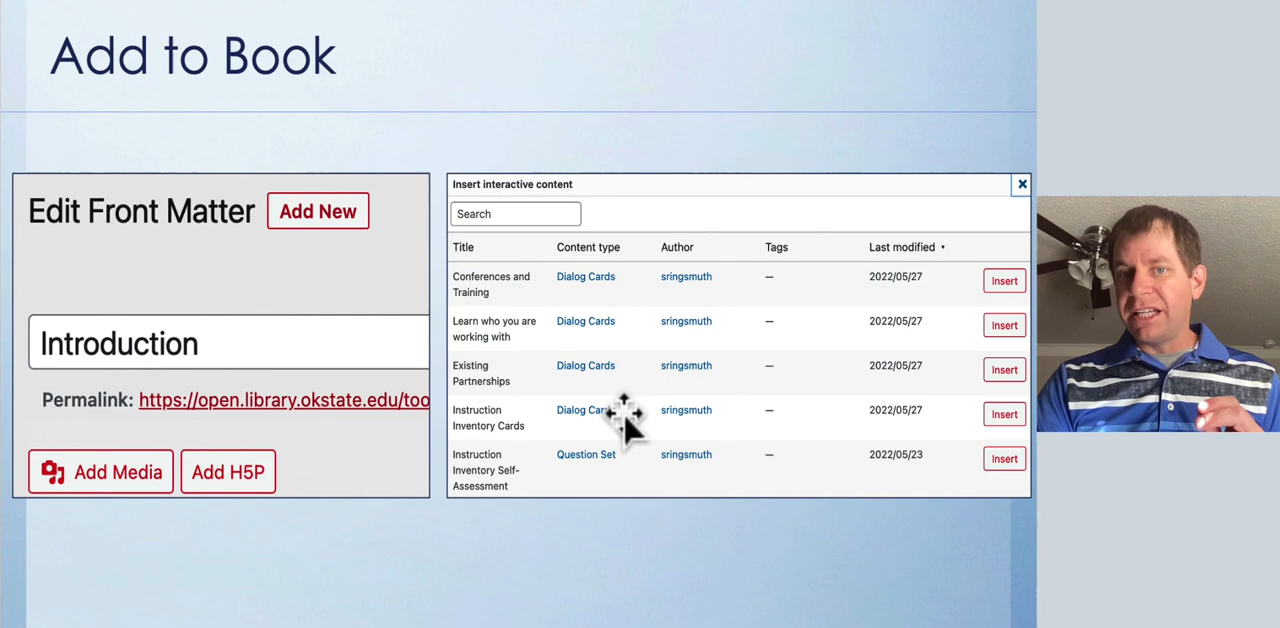 Add to Book
Edit Front Matter Add New
Introduction
Permalink: https://open.library.okstate.edu/too
Add Media Add H5P
Insert interactive content
Search
Title Content type Author Tags Last modified
Conferences and
Training
Dialog Cards sringsmuth — 2022/05/27 Insert
Learn who you are
working with
Dialog Cards sringsmuth — 2022/05/27 Insert
Existing
Partnerships
Dialog Cards sringsmuth — 2022/05/27 Insert
Instruction
Inventory Cards
Dialog sringsmuth — 2022/05/27 Insert
Instruction
Inventory Self-
Assessment
Question Set sringsmuth — 2022/05/23 Insert